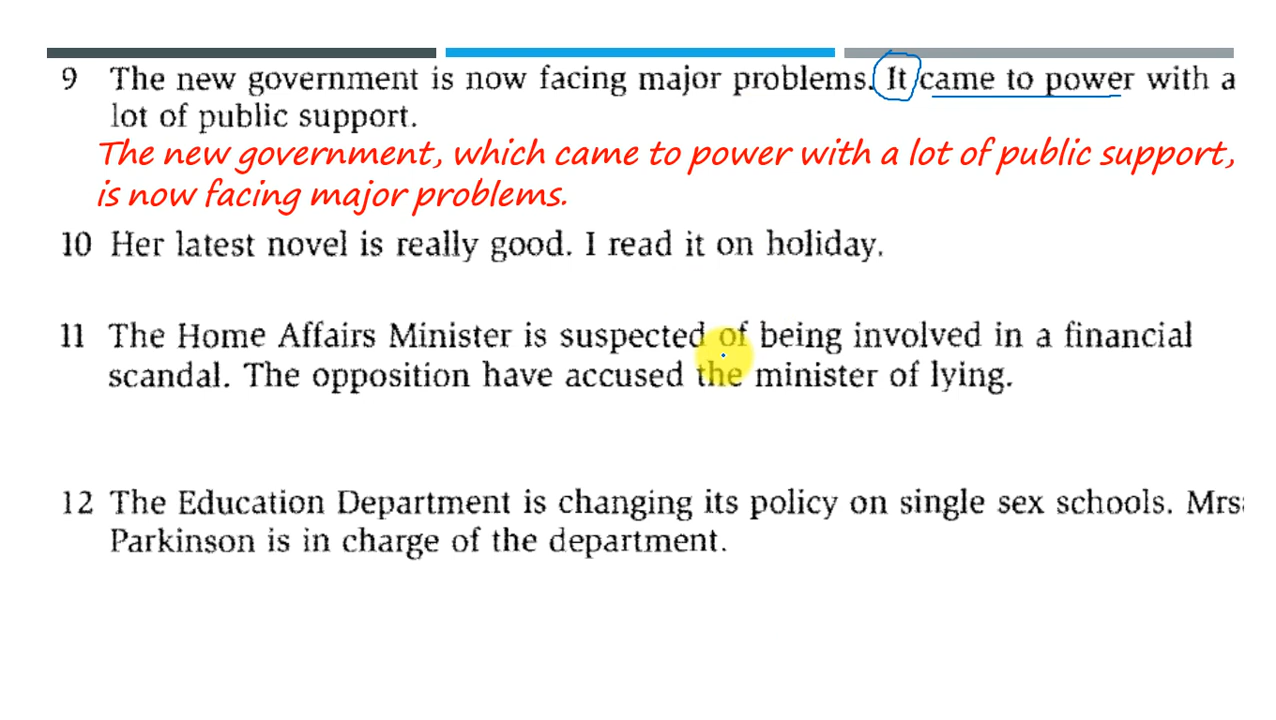 9 The new government is now facing major problems. It came to power with a
lot of public support.
The new government, which came to power with a lot of public support,
is now facing major problems.
10 Her latest novel is really good. I read it on holiday.
11 The Home Affairs Minister is suspected of being involved in a financial
scandal. The opposition have accused the minister of lying.
12 The Education Department is changing its policy on single sex schools. Mrs
Parkinson is in charge of the department.